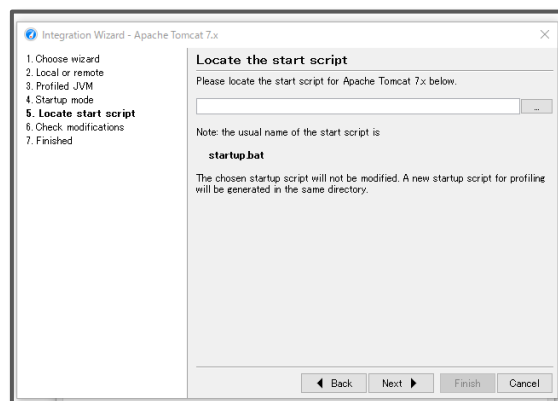 Integration Wizard - Apache Tomcat 7.x
1. Choose wizard
2. Local or remote
3. Profiled JVM
4. Startup mode
5. Locate start script
6. Check modifications
7. Finished
Locate the start script
Please locate the start script for Apache Tomcat 7.x below.
...
Note: the usual name of the start script is
startup.bat
The chosen startup script will not be modified. A new startup script for profiling
will be generated in the same directory.
Back Next Finish Cancel